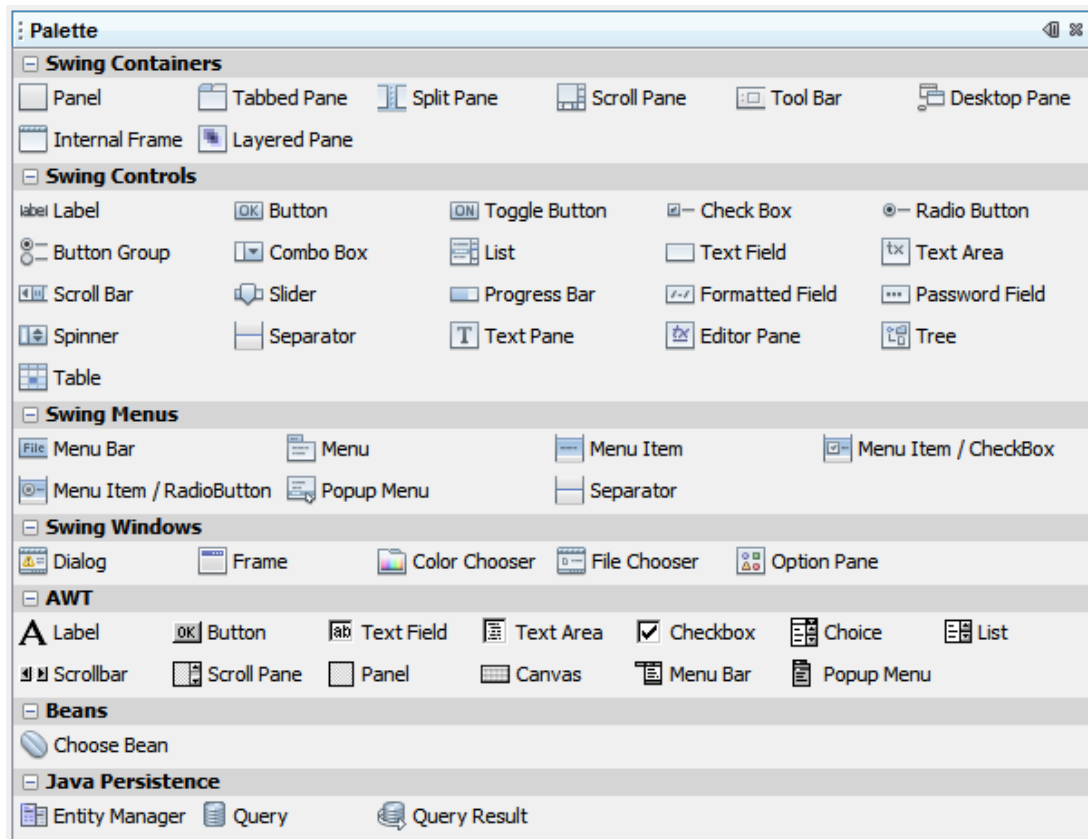 Palette
Swing Containers
Panel Tabbed Pane Split Pane Scroll Pane Tool Bar Desktop Pane
Internal Frame Layered Pane
Swing Controls
label Label OK Button ON Toggle Button Check Box Radio Button
Button Group Combo Box List Text Field tx Text Area
Scroll Bar Slider Progress Bar Formatted Field Password Field
Spinner Separator T Text Pane tx Editor Pane Tree
Table
Swing Menus
File Menu Bar Menu Menu Item Menu Item / CheckBox
Menu Item / RadioButton Popup Menu Separator
Swing Windows
Dialog Frame Color Chooser File Chooser Option Pane
AWT
A Label OK Button ab Text Field Text Area Checkbox Choice List
Scrollbar Scroll Pane Panel Canvas Menu Bar Popup Menu
Beans
Choose Bean
Java Persistence
Entity Manager Query Query Result